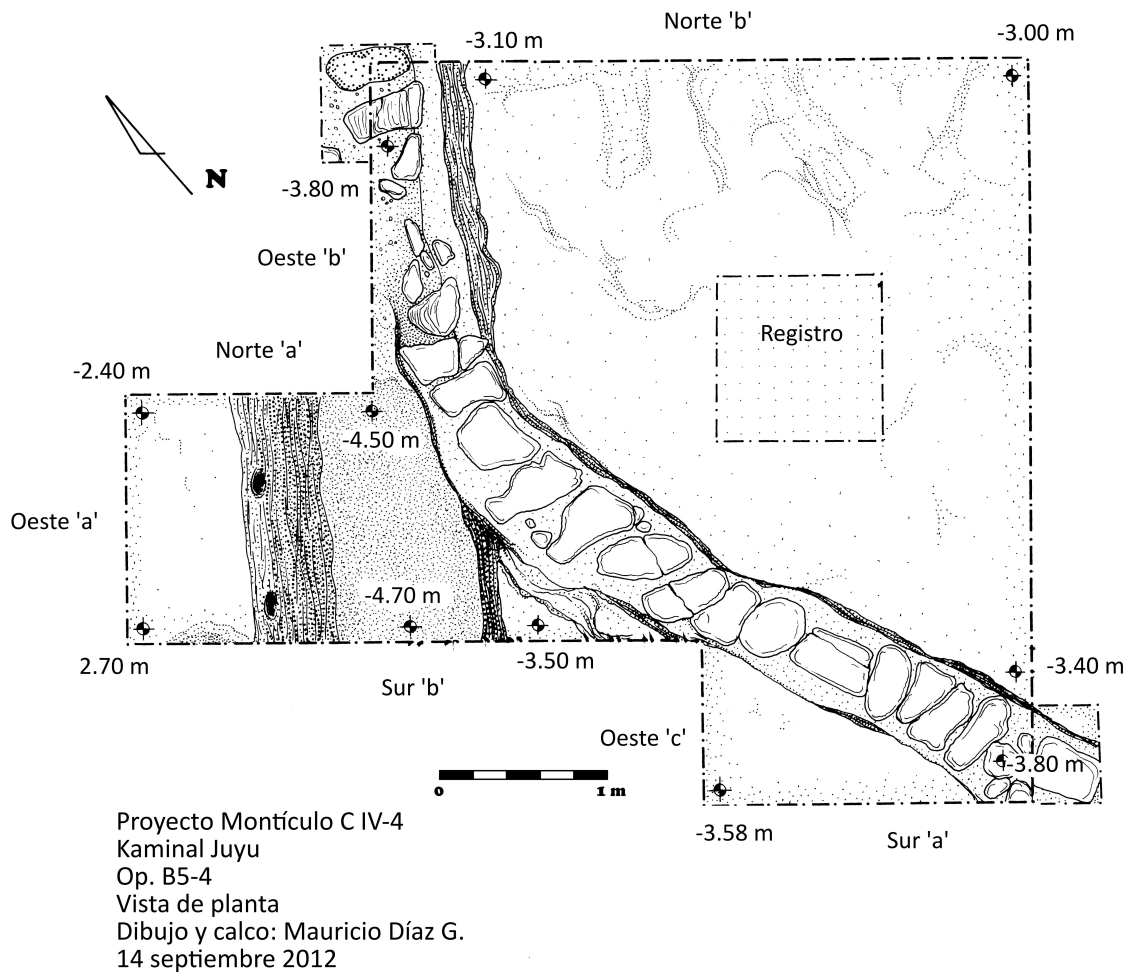 Norte 'b'
-3.10 m
-3.00 m
N
-3.80 m
Oeste 'b'
Registro
Norte 'a'
-2.40 m
-4.50 m
Oeste 'a'
-4.70 m
2.70 m
-3.50 m
-3.40 m
Sur 'b'
Oeste 'c'
-3.80 m
0 1 m
-3.58 m
Sur 'a'
Proyecto Montículo C IV-4
Kaminal Juyu
Op. B5-4
Vista de planta
Dibujo y calco: Mauricio Díaz G.
14 septiembre 2012